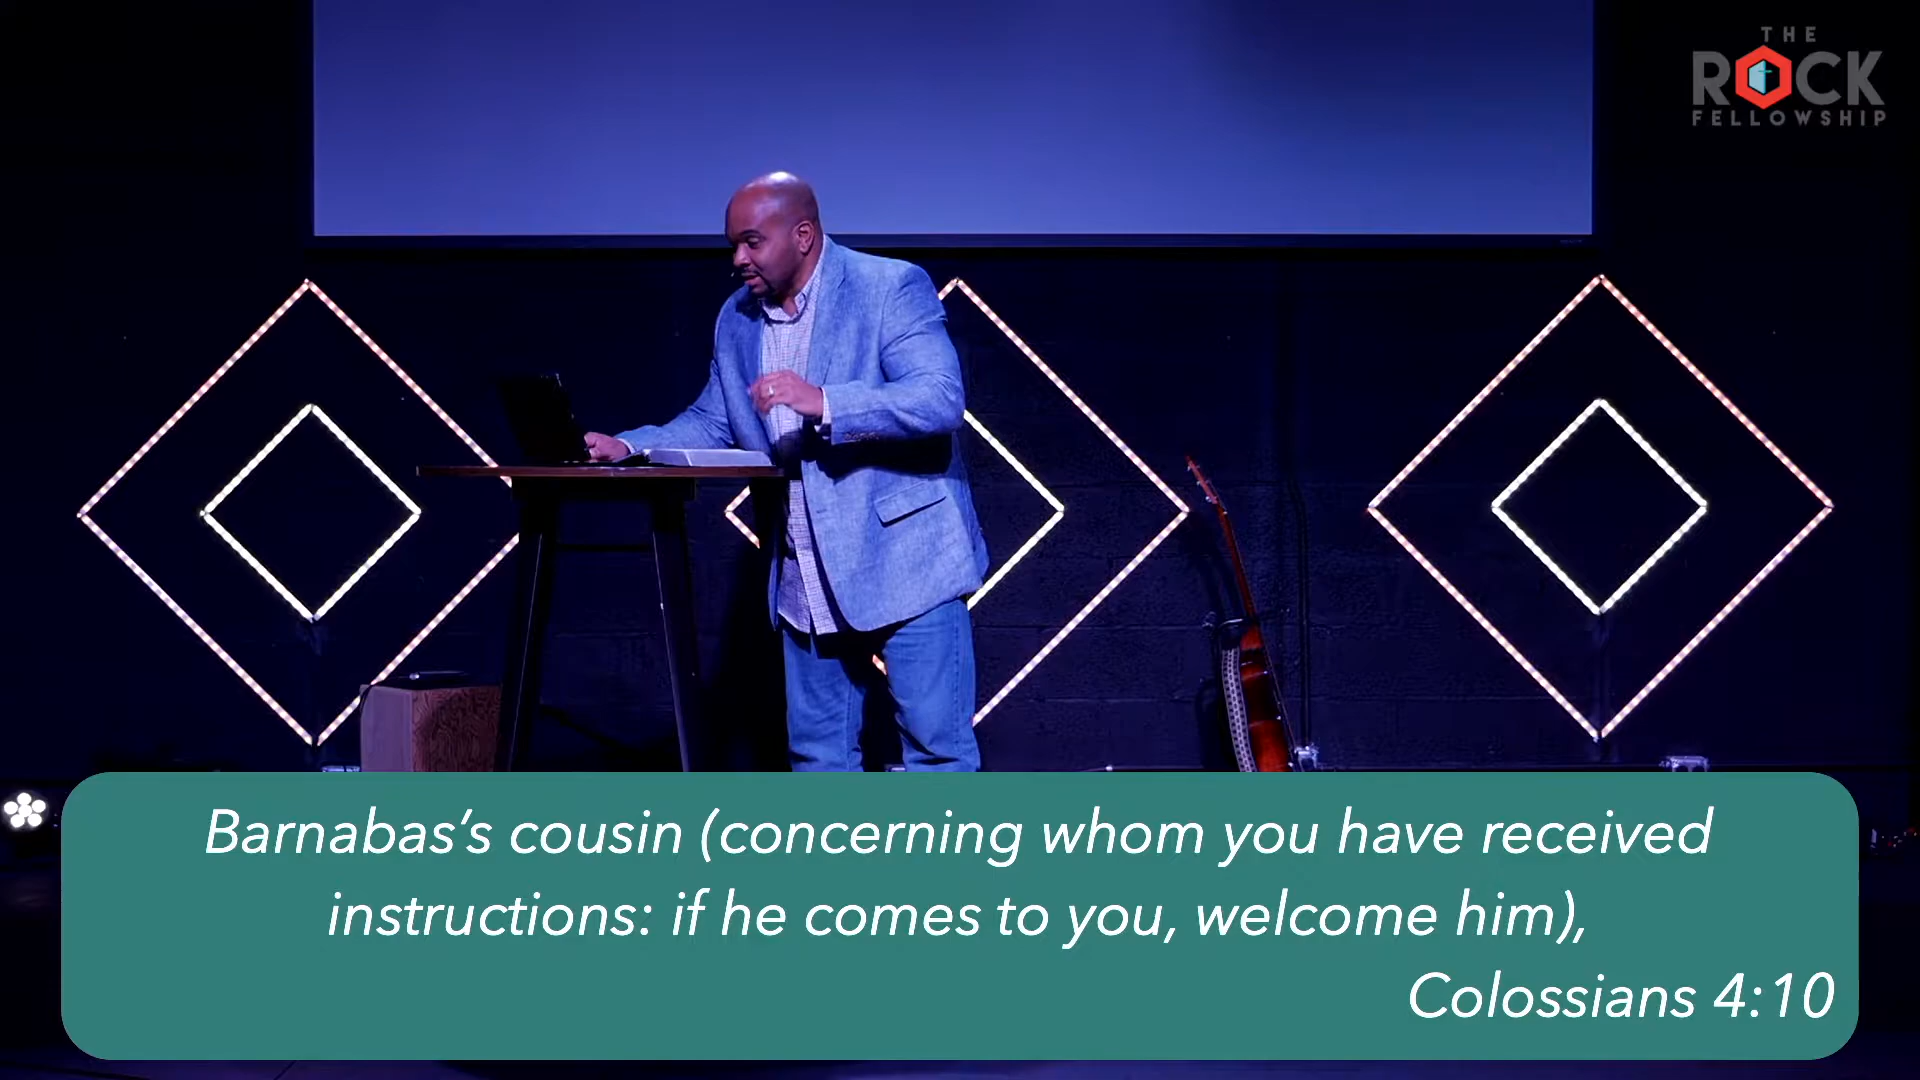 THE
ROCK
FELLOWSHIP
Barnabas’s cousin (concerning whom you have received
instructions: if he comes to you, welcome him),
Colossians 4:10